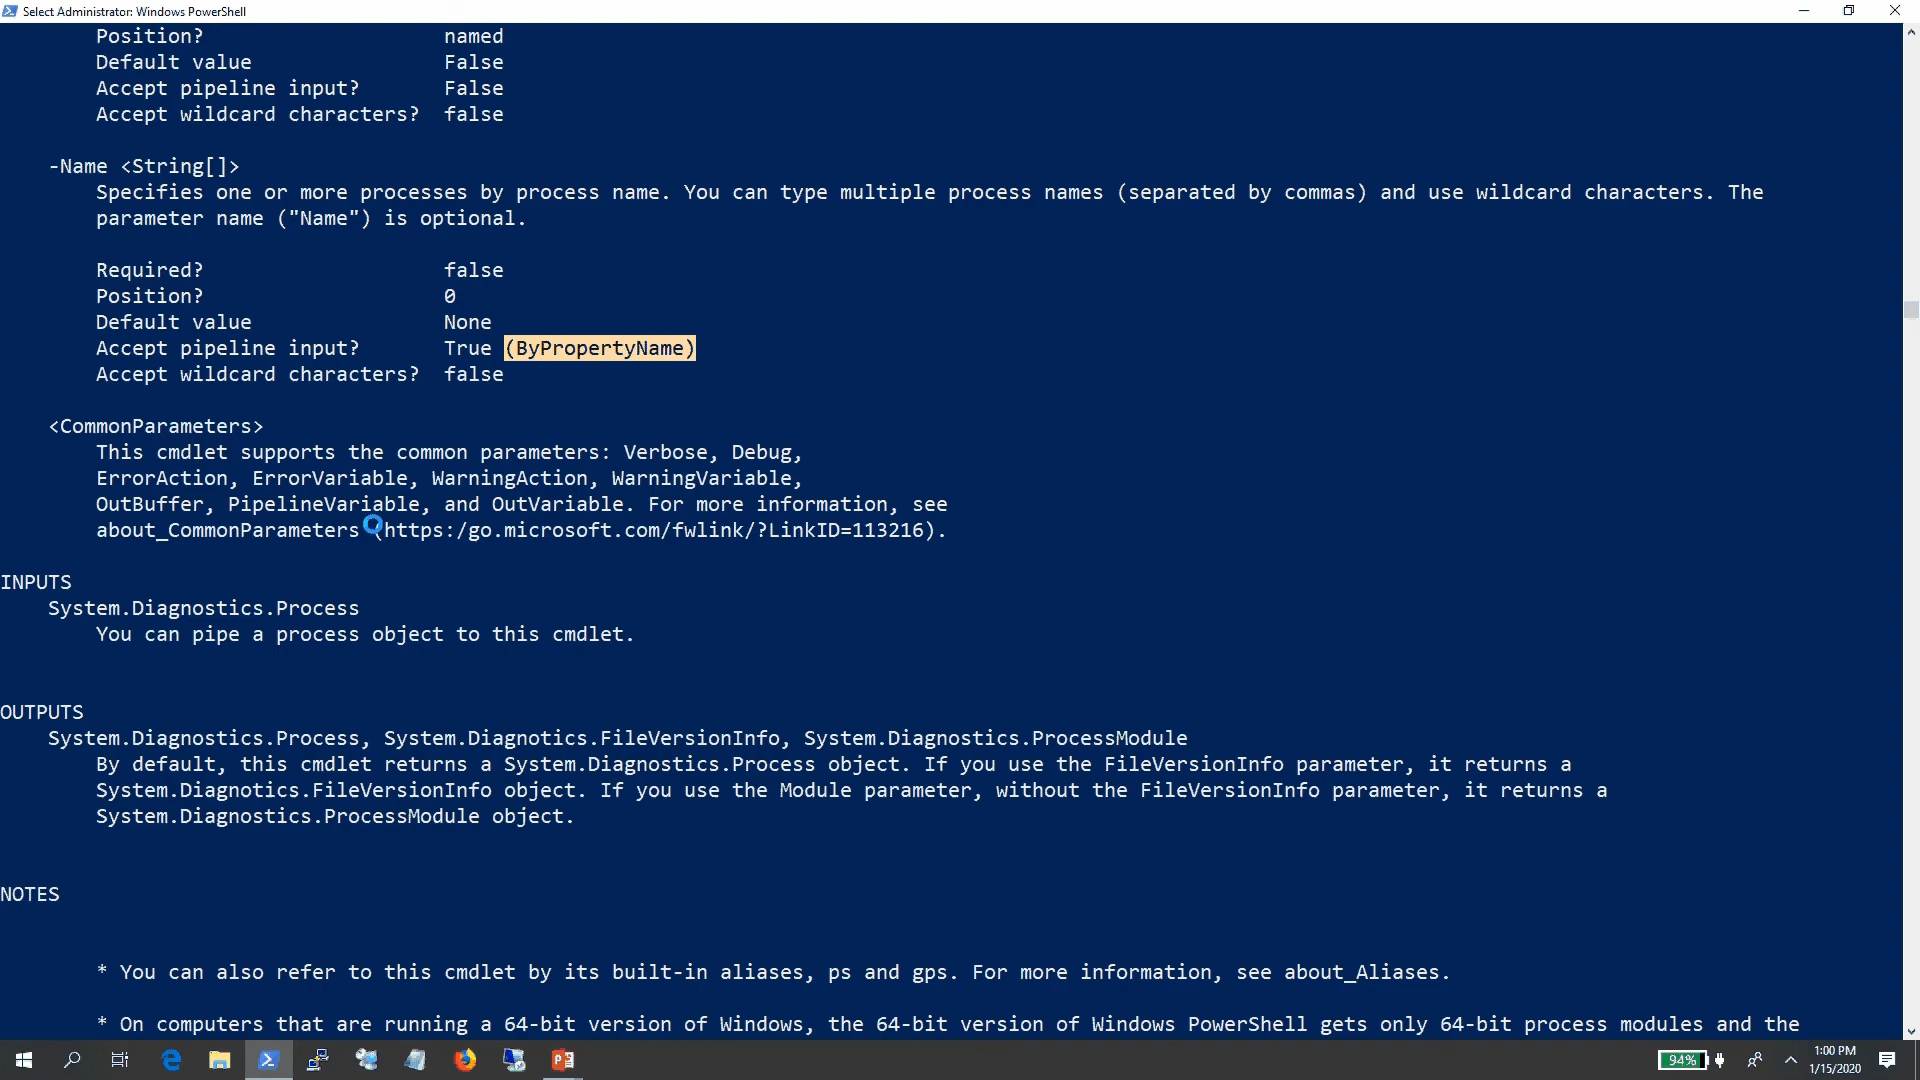 Select Administrator: Windows PowerShell
Position? named
Default value False
Accept pipeline input? False
Accept wildcard characters? false
-Name <String[]>
Specifies one or more processes by process name. You can type multiple process names (separated by commas) and use wildcard characters. The
parameter name ("Name") is optional.
Required? false
Position? 0
Default value None
Accept pipeline input? True (ByPropertyName)
Accept wildcard characters? false
<CommonParameters>
This cmdlet supports the common parameters: Verbose, Debug,
ErrorAction, ErrorVariable, WarningAction, WarningVariable,
OutBuffer, PipelineVariable, and OutVariable. For more information, see
about_CommonParameters (https:/go.microsoft.com/fwlink/?LinkID=113216).
INPUTS
System.Diagnostics.Process
You can pipe a process object to this cmdlet.
OUTPUTS
System.Diagnostics.Process, System.Diagnotics.FileVersionInfo, System.Diagnostics.ProcessModule
By default, this cmdlet returns a System.Diagnostics.Process object. If you use the FileVersionInfo parameter, it returns a
System.Diagnotics.FileVersionInfo object. If you use the Module parameter, without the FileVersionInfo parameter, it returns a
System.Diagnostics.ProcessModule object.
NOTES
* You can also refer to this cmdlet by its built-in aliases, ps and gps. For more information, see about_Aliases.
* On computers that are running a 64-bit version of Windows, the 64-bit version of Windows PowerShell gets only 64-bit process modules and the
94%
1:00 PM
1/15/2020